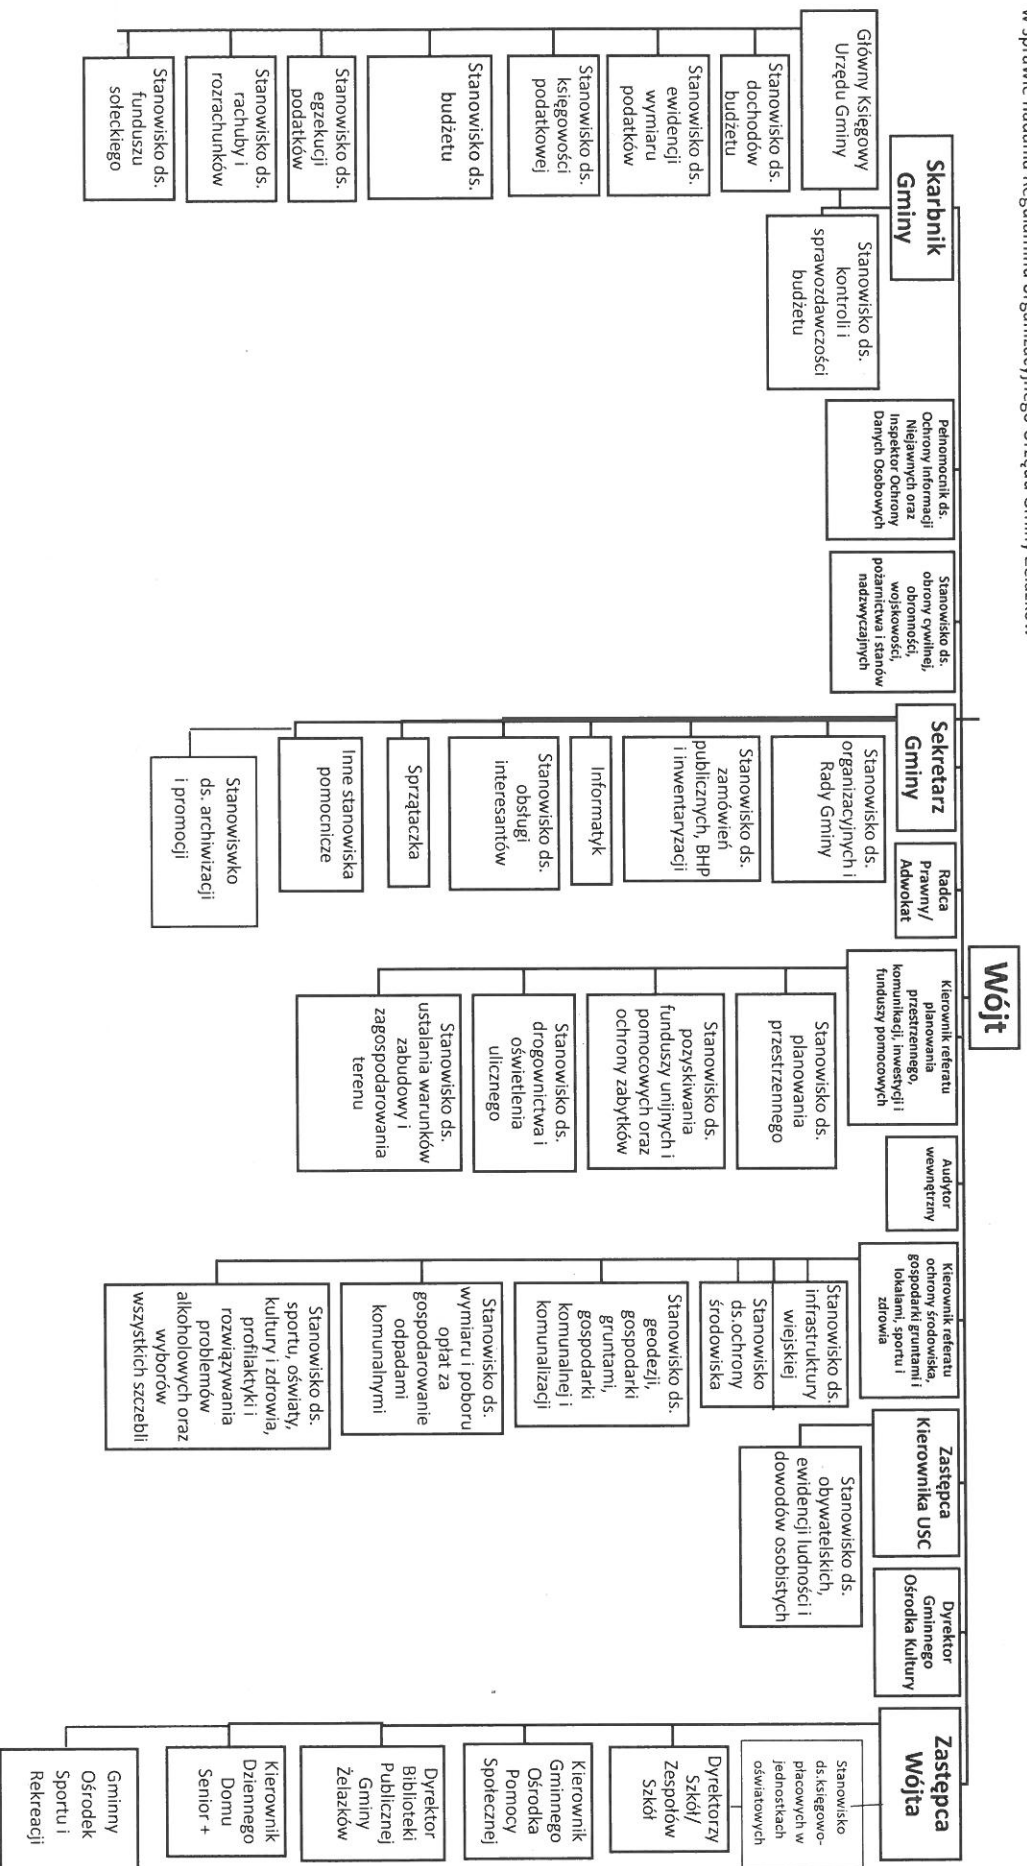 Wójt
Skarbnik
Gminy
Główny Księgowy
Urzędu Gminy
Stanowisko ds.
kontroli i
sprawozdawczości
budżetu
Stanowisko ds.
dochodów
budżetu
Stanowisko ds.
ewidencji
wymiaru
podatków
Stanowisko ds.
księgowości
podatkowej
Stanowisko ds.
budżetu
Stanowisko ds.
egzekucji
podatków
Stanowisko ds.
rachuby i
rozrachunków
Stanowisko ds.
funduszu
sołeckiego
Pełnomocnik ds.
Ochrony Informacji
Niejawnych oraz
Inspektor Ochrony
Danych Osobowych
Stanowisko ds.
obrony cywilnej,
obronności,
wojskowości,
pożarnictwa i stanów
nadzwyczajnych
Sekretarz
Gminy
Stanowisko ds.
organizacyjnych i
Rady Gminy
Stanowisko ds.
zamówień
publicznych, BHP
i inwentaryzacji
Informatyk
Stanowisko ds.
obsługi
interesantów
Sprzątaczka
Inne stanowiska
pomocnicze
Stanowiswko
ds. archiwizacji
i promocji
Radca
Prawny/
Adwokat
Kierownik referatu
planowania
przestrzennego,
komunikacji, inwestycji i
funduszy pomocowych
Stanowisko ds.
planowania
przestrzennego
Stanowisko ds.
pozyskiwania
funduszy unijnych i
pomocowych oraz
ochrony zabytków
Stanowisko ds.
drogownictwa i
oświetlenia
ulicznego
Stanowisko ds.
ustalania warunków
zabudowy i
zagospodarowania
terenu
Audytor
wewnętrzny
Kierownik referatu
ochrony środowiska,
gospodarki gruntami i
lokalami, sportu i
zdrowia
Stanowisko ds.
infrastruktury
wiejskiej
Stanowisko
ds.ochrony
środowiska
Stanowisko ds.
geodezji,
gospodarki
gruntami,
gospodarki
komunalnej i
komunalizacji
Stanowisko ds.
wymiaru i poboru
opłat za
gospodarowanie
odpadami
komunalnymi
Stanowisko ds.
sportu, oświaty,
kultury i zdrowia,
profilaktyki i
rozwiązywania
problemów
alkoholowych oraz
wyborów
wszystkich szczebli
Zastępca
Kierownika USC
Stanowisko ds.
obywatelskich,
ewidencji ludności i
dowodów osobistych
Dyrektor
Gminnego
Ośrodka Kultury
Zastępca
Wójta
Stanowisko
ds.księgowo-
płacowych w
jednostkach
oświatowych
Dyrektorzy
Szkół/
Zespołów
Szkół
Kierownik
Gminnego
Ośrodka
Pomocy
Społecznej
Dyrektor
Biblioteki
Publicznej
Gminy
Żelazków
Kierownik
Dziennego
Domu
Senior +
Gminny
Ośrodek
Sportu i
Rekreacji